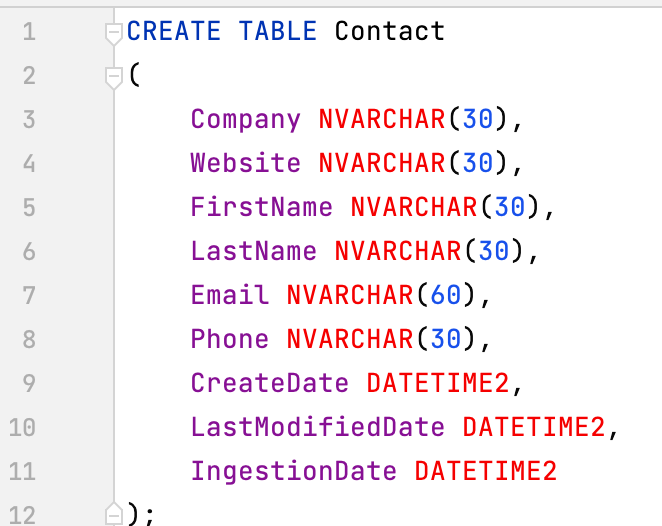 1 CREATE TABLE Contact
2 (
3 Company NVARCHAR(30),
4 Website NVARCHAR(30),
5 FirstName NVARCHAR(30),
6 LastName NVARCHAR(30),
7 Email NVARCHAR(60),
8 Phone NVARCHAR(30),
9 CreateDate DATETIME2,
10 LastModifiedDate DATETIME2,
11 IngestionDate DATETIME2
12 );